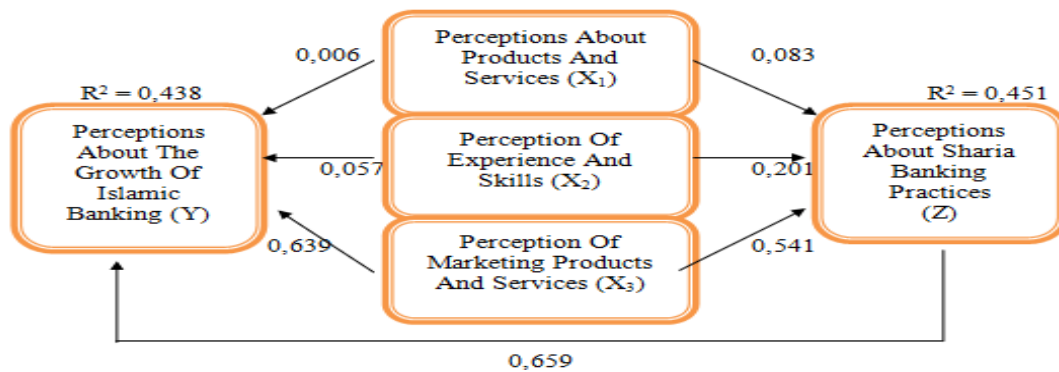 Perceptions About
Products And
Services (X₁)
0,006
0,083
R² = 0,438
R² = 0,451
Perceptions
About The
Growth Of
Islamic
Banking (Y)
Perception Of
Experience And
Skills (X₂)
Perceptions
About Sharia
Banking
Practices
(Z)
0,057
0,201
Perception Of
Marketing Products
And Services (X₃)
0,639
0,541
0,659